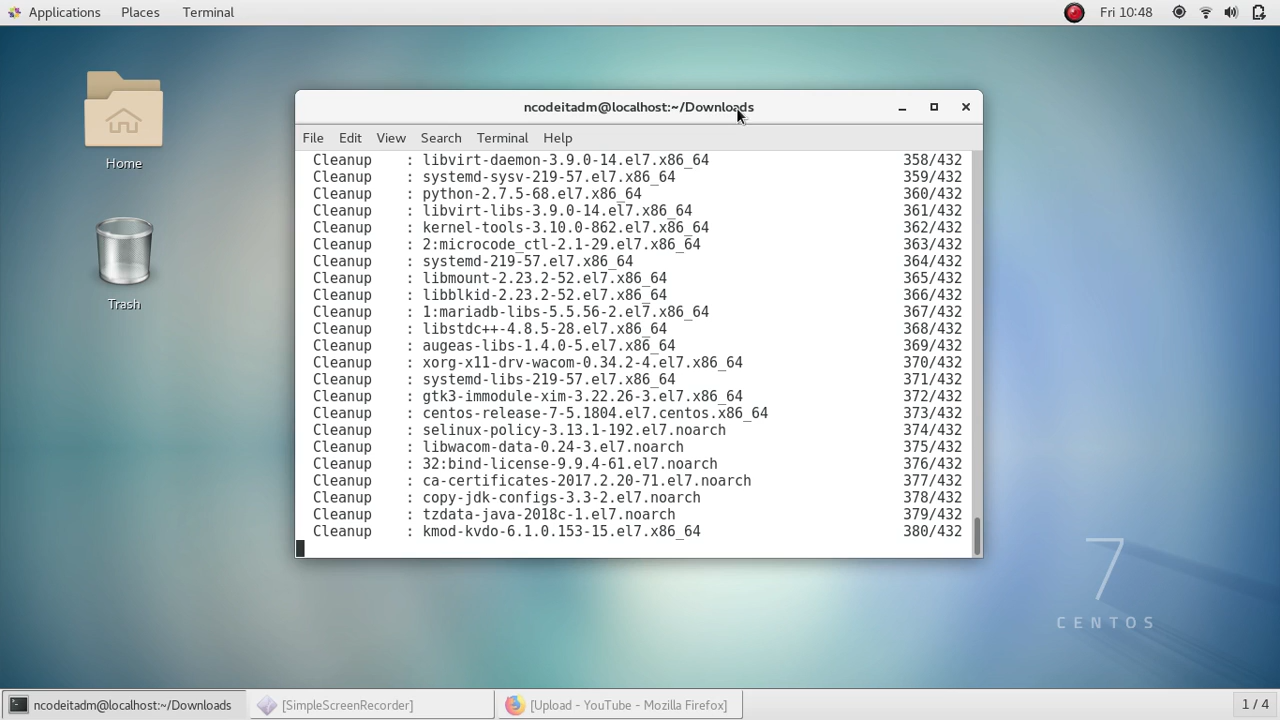 Applications Places Terminal Fri 10:48
Home
Trash
ncodeitadm@localhost:~/Downloads
File Edit View Search Terminal Help
Cleanup : libvirt-daemon-3.9.0-14.el7.x86_64 358/432
Cleanup : systemd-sysv-219-57.el7.x86_64 359/432
Cleanup : python-2.7.5-68.el7.x86_64 360/432
Cleanup : libvirt-libs-3.9.0-14.el7.x86_64 361/432
Cleanup : kernel-tools-3.10.0-862.el7.x86_64 362/432
Cleanup : 2:microcode_ctl-2.1-29.el7.x86_64 363/432
Cleanup : systemd-219-57.el7.x86_64 364/432
Cleanup : libmount-2.23.2-52.el7.x86_64 365/432
Cleanup : libblkid-2.23.2-52.el7.x86_64 366/432
Cleanup : 1:mariadb-libs-5.5.56-2.el7.x86_64 367/432
Cleanup : libstdc++-4.8.5-28.el7.x86_64 368/432
Cleanup : augeas-libs-1.4.0-5.el7.x86_64 369/432
Cleanup : xorg-x11-drv-wacom-0.34.2-4.el7.x86_64 370/432
Cleanup : systemd-libs-219-57.el7.x86_64 371/432
Cleanup : gtk3-immodule-xim-3.22.26-3.el7.x86_64 372/432
Cleanup : centos-release-7-5.1804.el7.centos.x86_64 373/432
Cleanup : selinux-policy-3.13.1-192.el7.noarch 374/432
Cleanup : libwacom-data-0.24-3.el7.noarch 375/432
Cleanup : 32:bind-license-9.9.4-61.el7.noarch 376/432
Cleanup : ca-certificates-2017.2.20-71.el7.noarch 377/432
Cleanup : copy-jdk-configs-3.3-2.el7.noarch 378/432
Cleanup : tzdata-java-2018c-1.el7.noarch 379/432
Cleanup : kmod-kvdo-6.1.0.153-15.el7.x86_64 380/432
7
CENTOS
ncodeitadm@localhost:~/Downloads [SimpleScreenRecorder] [Upload - YouTube - Mozilla Firefox] 1 / 4